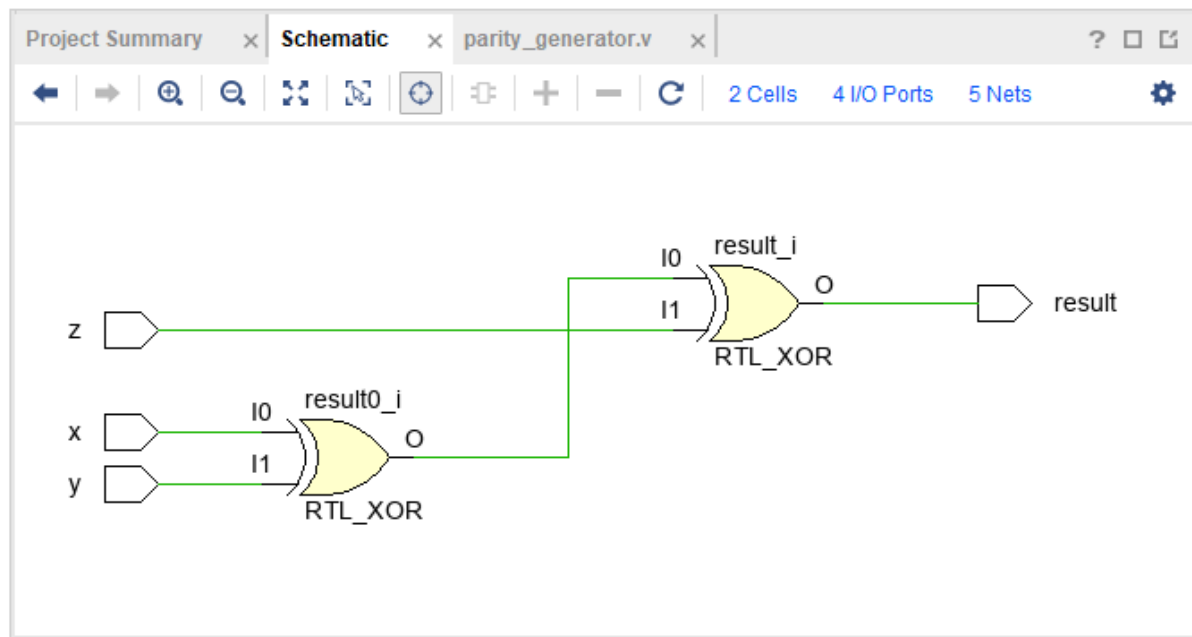 Project Summary × Schematic × parity_generator.v × ?
2 Cells 4 I/O Ports 5 Nets
result_i
I0
O
I1
result
z
RTL_XOR
result0_i
I0
x
O
I1
y
RTL_XOR